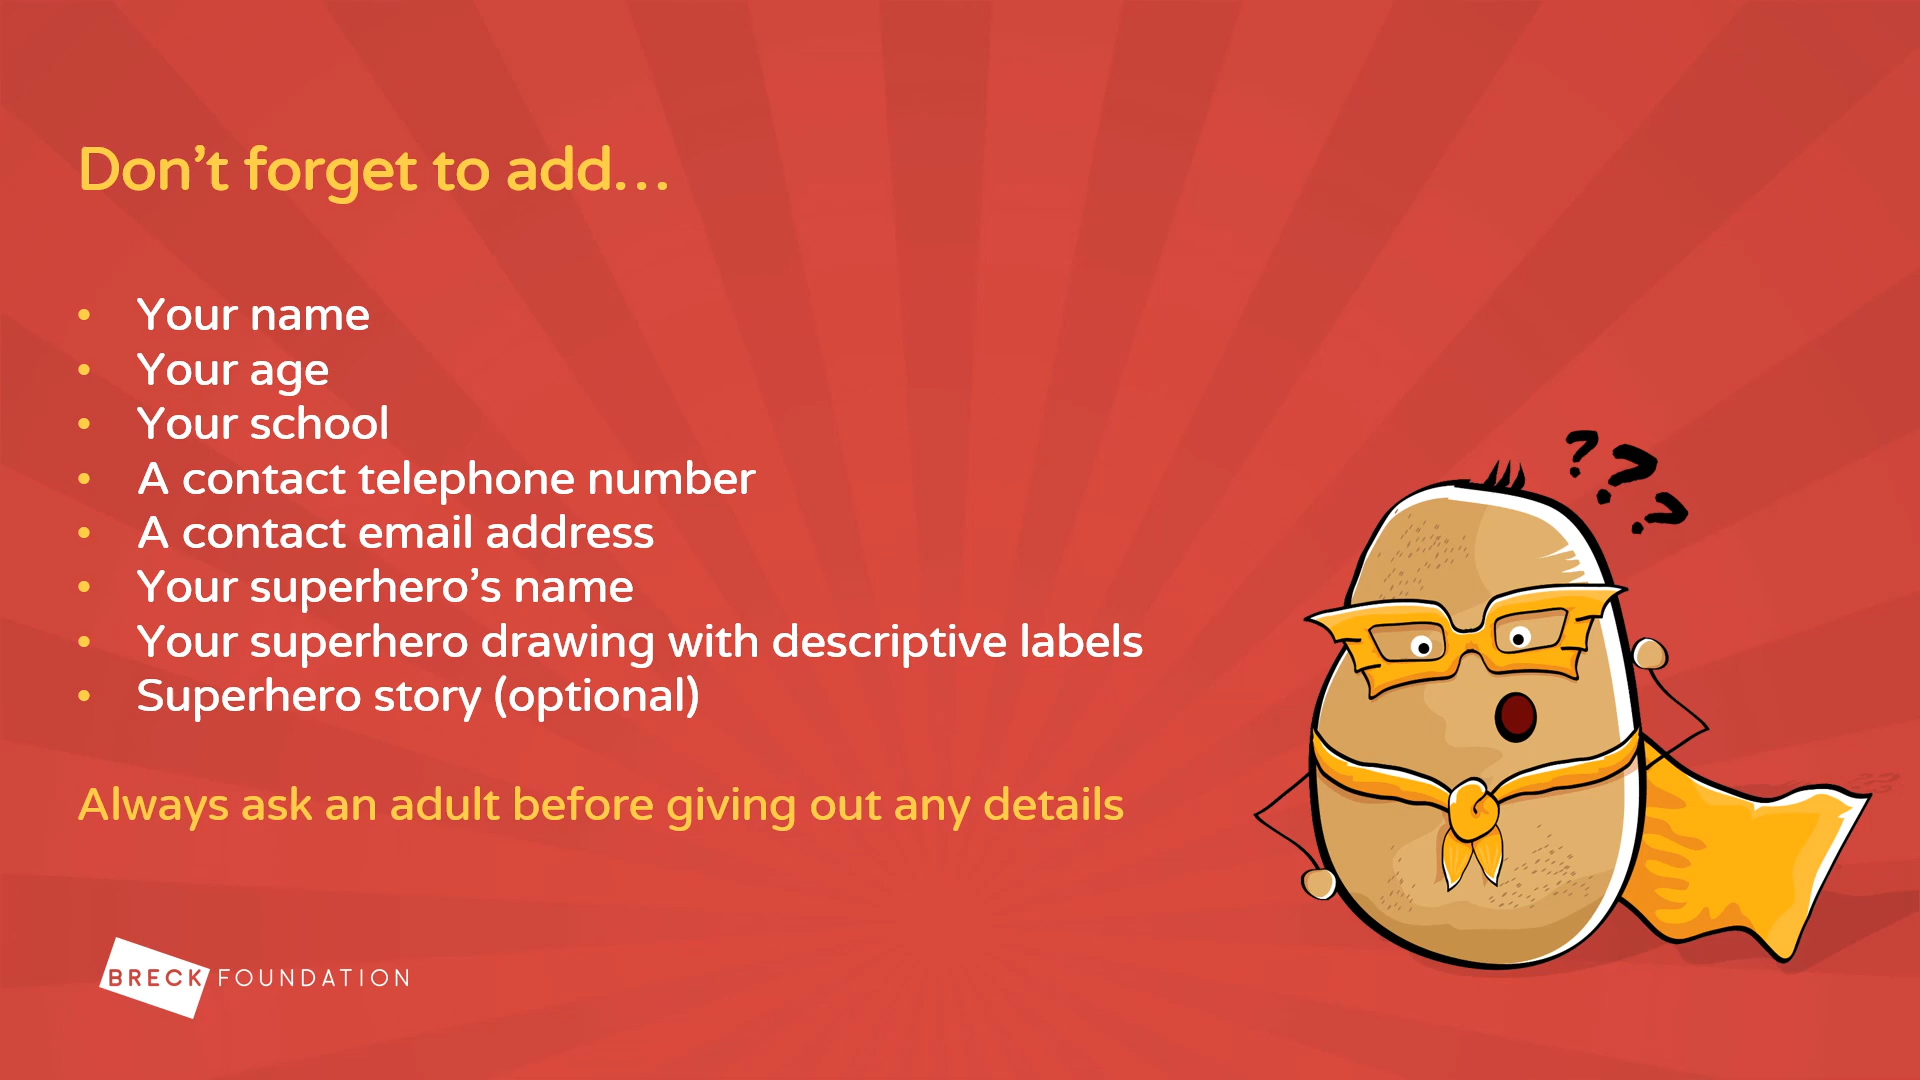 Don’t forget to add…
• Your name
• Your age
• Your school
• A contact telephone number
• A contact email address
• Your superhero’s name
• Your superhero drawing with descriptive labels
• Superhero story (optional)
Always ask an adult before giving out any details
???
BRECK FOUNDATION